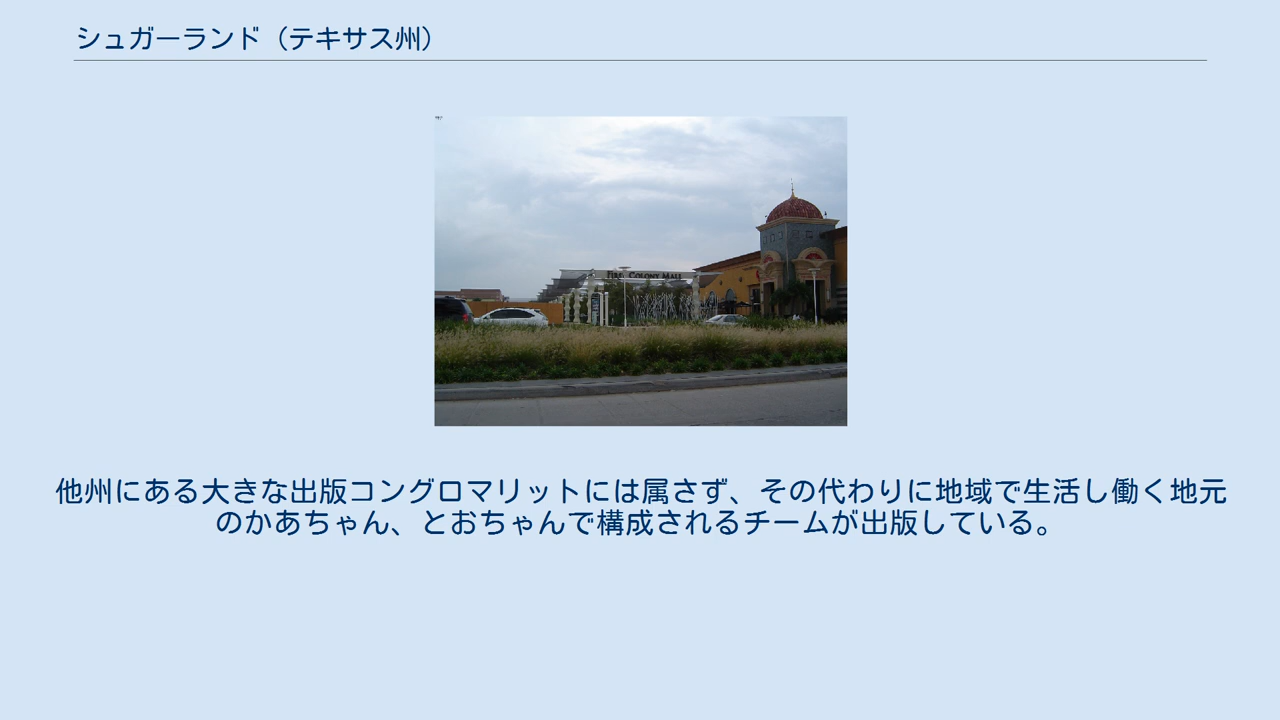 シュガーランド（テキサス州）
First Colony Mall
他州にある大きな出版コングロマリットには属さず、その代わりに地域で生活し働く地元
のかあちゃん、とおちゃんで構成されるチームが出版している。